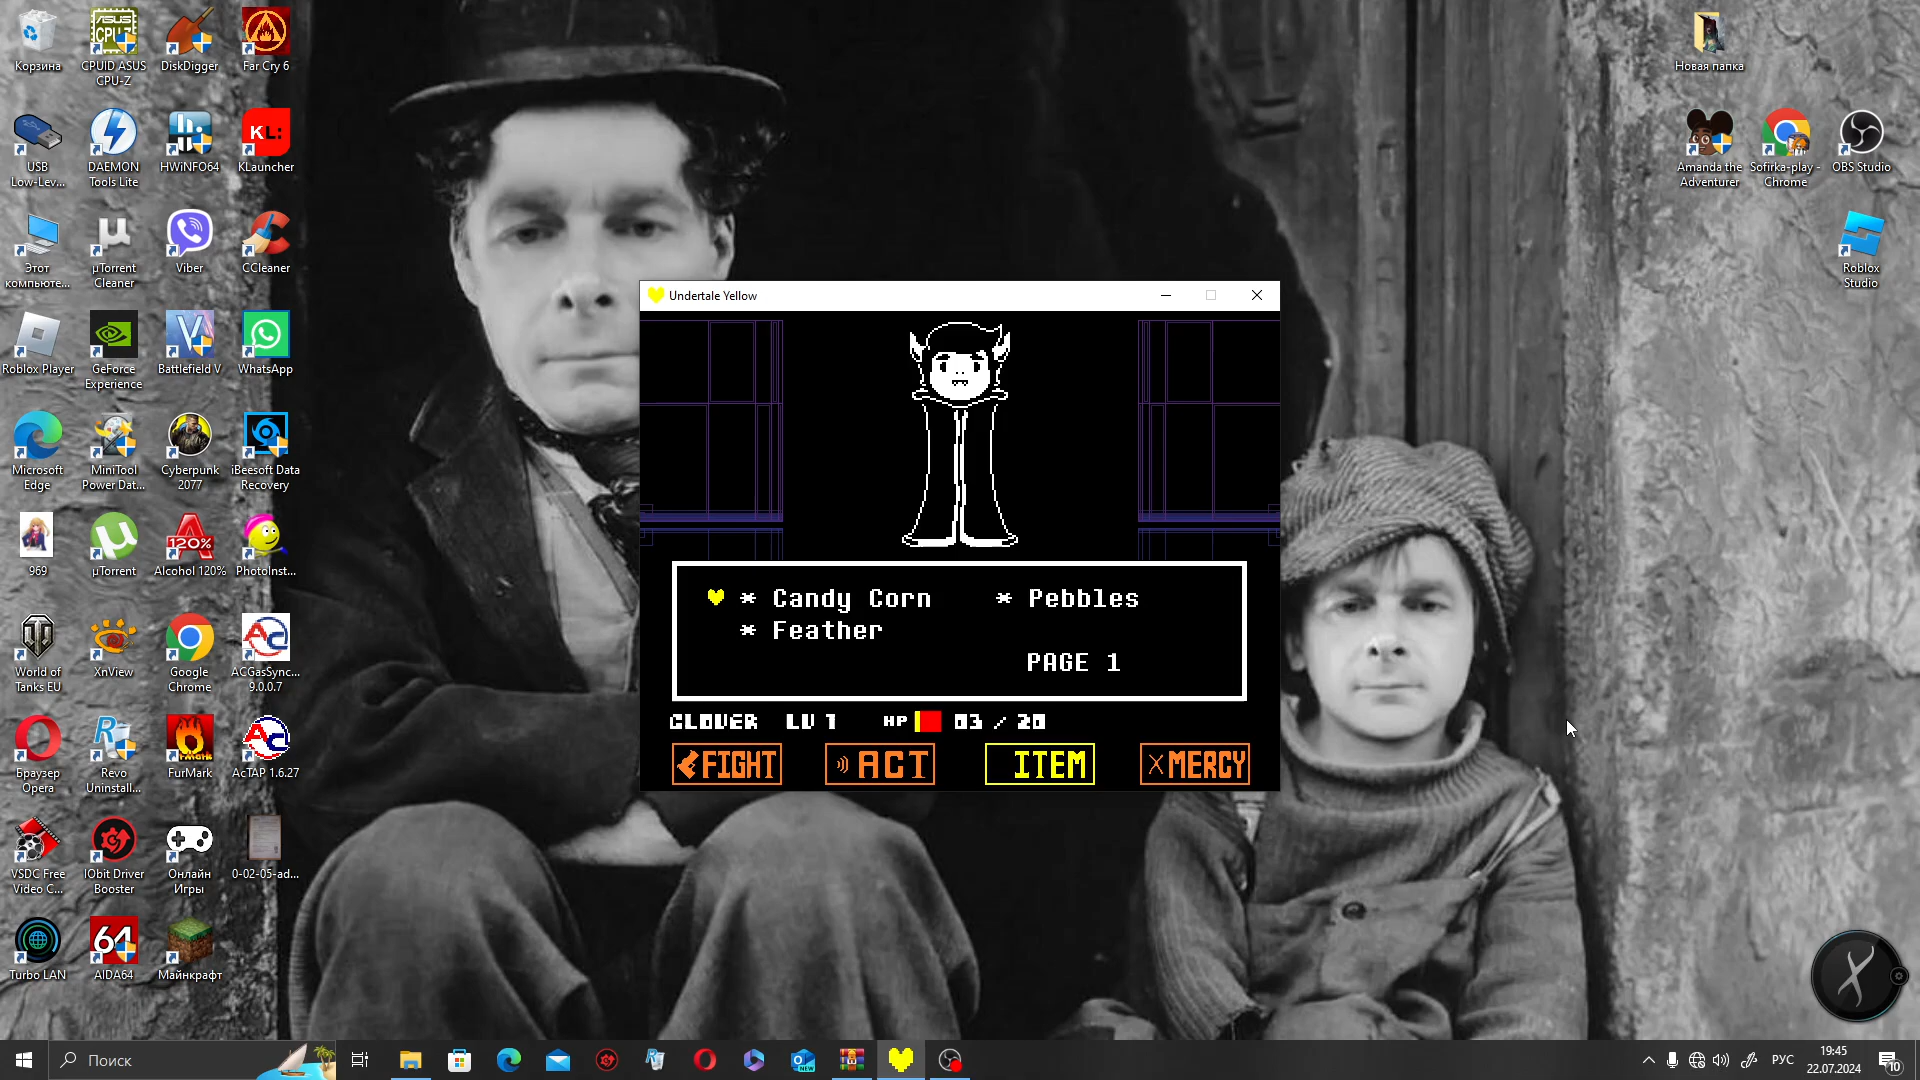 Корзина
CPUID ASUS
CPU-Z
DiskDigger
Far Cry 6
USB
Low-Lev...
DAEMON
Tools Lite
HWiNFO64
KLauncher
Этот
компьюте...
µTorrent
Cleaner
Viber
CCleaner
Roblox Player
GeForce
Experience
Battlefield V
WhatsApp
Microsoft
Edge
MiniTool
Power Dat...
Cyberpunk
2077
iBeesoft Data
Recovery
969
µTorrent
Alcohol 120%
PhotoInst...
World of
Tanks EU
XnView
Google
Chrome
ACGasSync...
9.0.0.7
Браузер
Opera
Revo
Uninstall...
FurMark
AcTAP 1.6.27
VSDC Free
Video C...
IObit Driver
Booster
Онлайн
Игры
0-02-05-ad...
Turbo LAN
AIDA64
Майнкрафт
Новая папка
Amanda the
Adventurer
Sofirka-play -
Chrome
OBS Studio
Roblox
Studio
Undertale Yellow
* Candy Corn * Pebbles
* Feather
PAGE 1
CLOVER LV 1 HP 03 / 20
FIGHT ACT ITEM MERCY
Поиск
РУС
19:45
22.07.2024
10